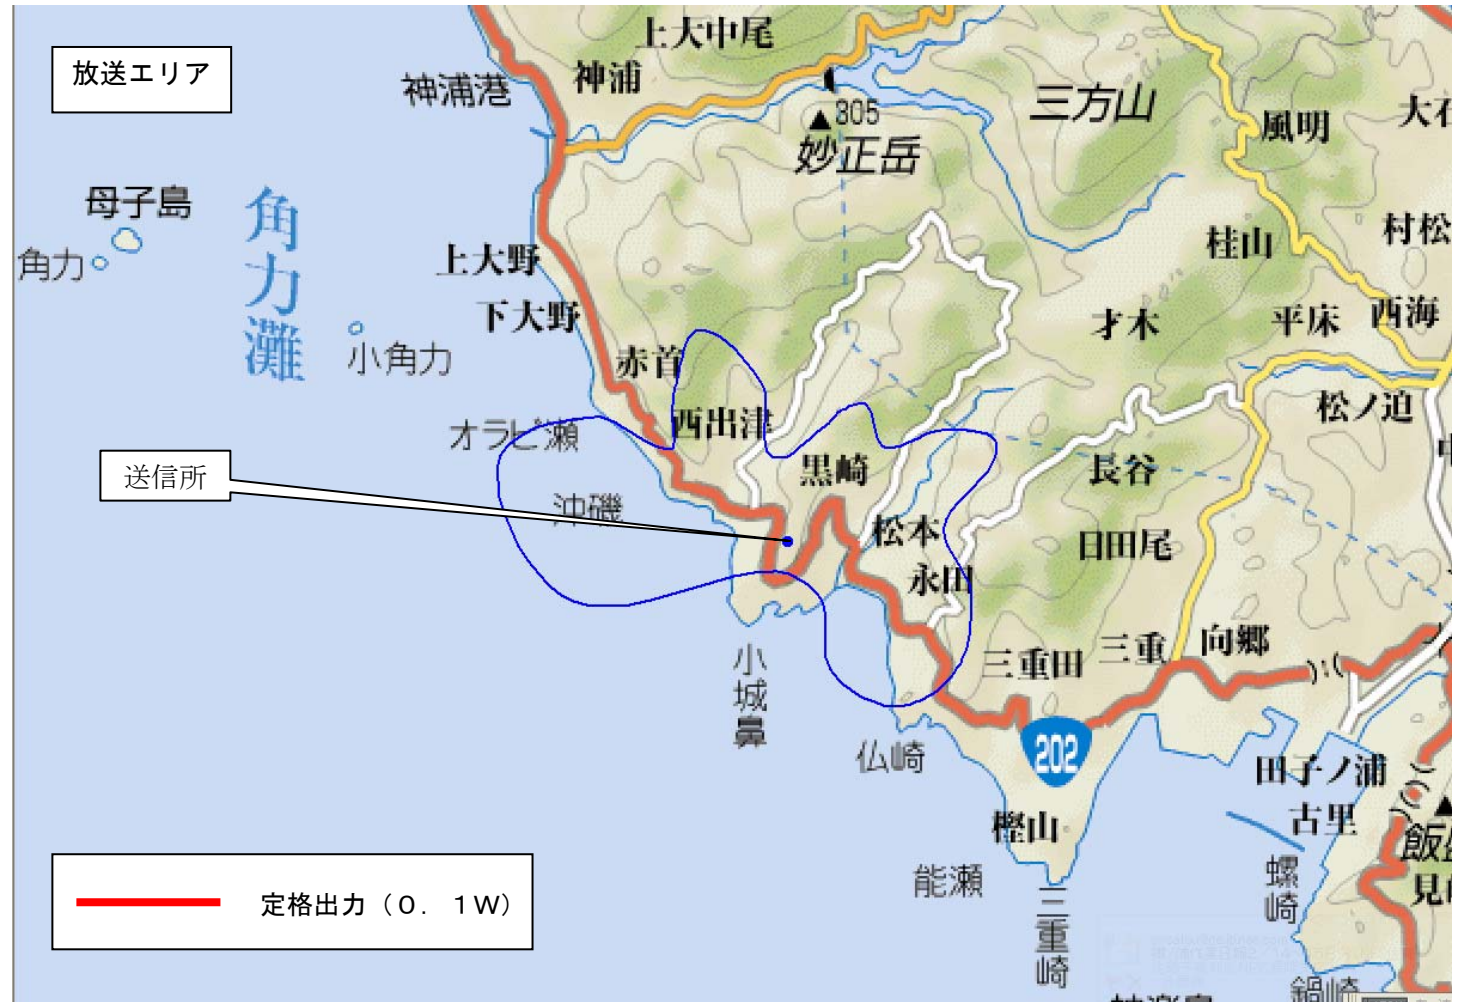 放送エリア
上大中尾
神浦港
神浦
305
妙正岳
三方山
風明
母子島
角力
角力灘
上大野
下大野
小角力
赤首
桂山
村松
才木
平床
西海
松ノ迫
オラビ瀬
西出津
黒崎
長谷
送信所
沖磯
松本
永田
日田尾
三重田
三重
向郷
小城鼻
仏崎
202
田子ノ浦
古里
樫山
能瀬
三重崎
螺崎
定格出力（０．１Ｗ）